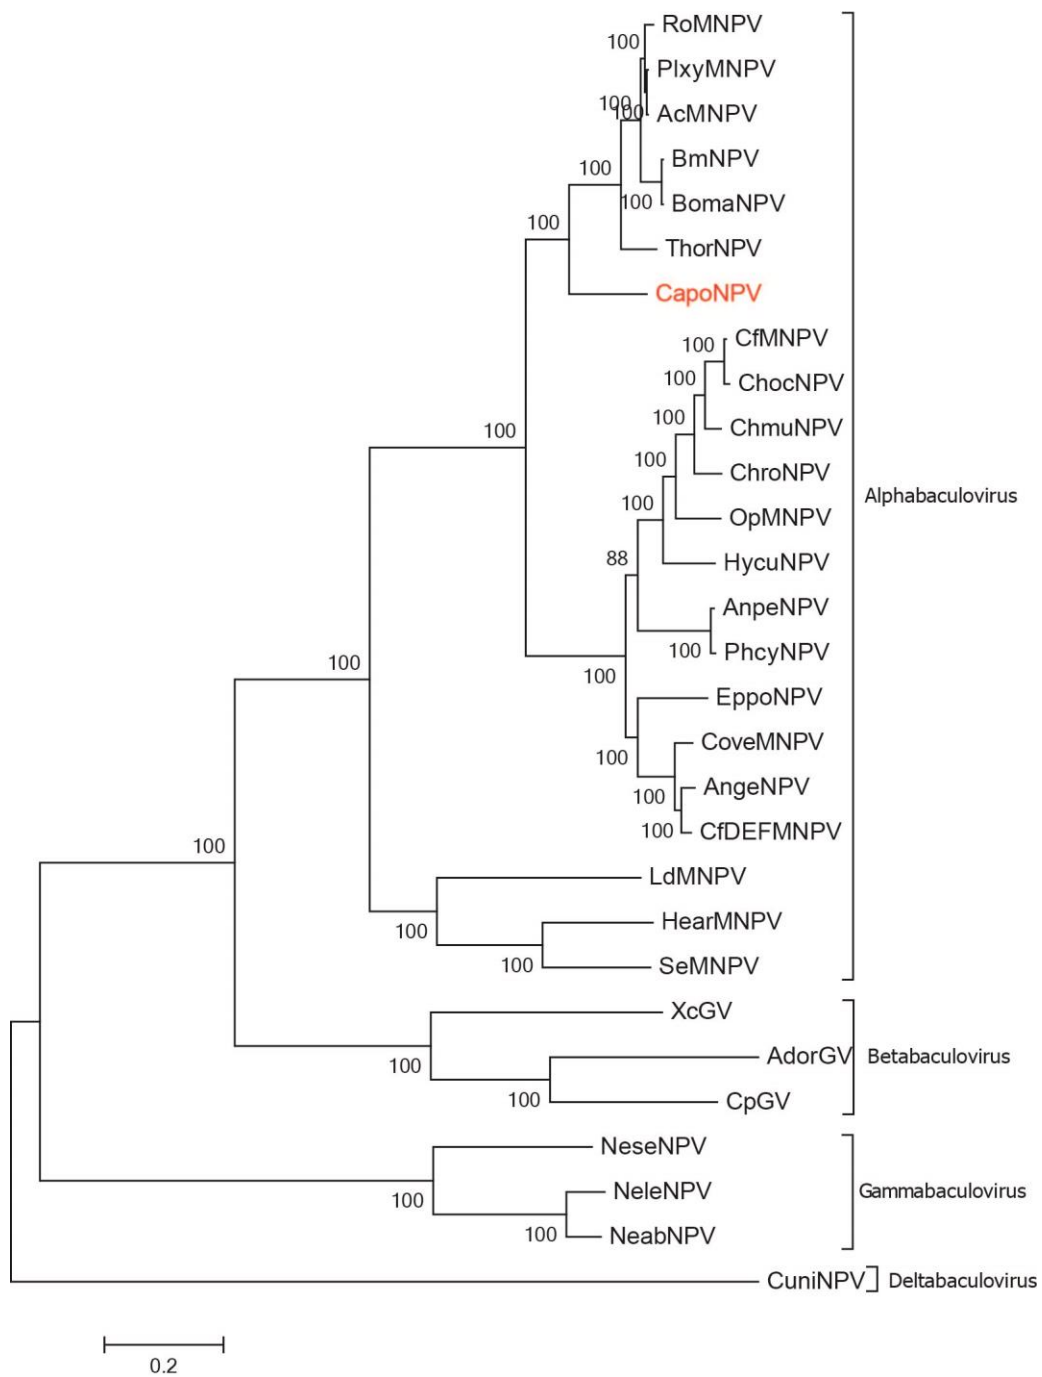 RoMNPV
100
PlxyMNPV
100
100
AcMNPV
BmNPV
100
100
BomaNPV
100
ThorNPV
CapoNPV
CfMNPV
100
100
ChocNPV
100
ChmuNPV
100
100
ChroNPV
Alphabaculovirus
100
OpMNPV
88
HycuNPV
AnpeNPV
100
PhcyNPV
100
100
EppoNPV
CoveMNPV
100
AngeNPV
100
100
CfDEFMNPV
100
LdMNPV
HearMNPV
100
100
SeMNPV
XcGV
100
AdorGV
Betabaculovirus
100
CpGV
NeseNPV
100
NeleNPV
Gammabaculovirus
100
NeabNPV
CuniNPV
Deltabaculovirus
0.2